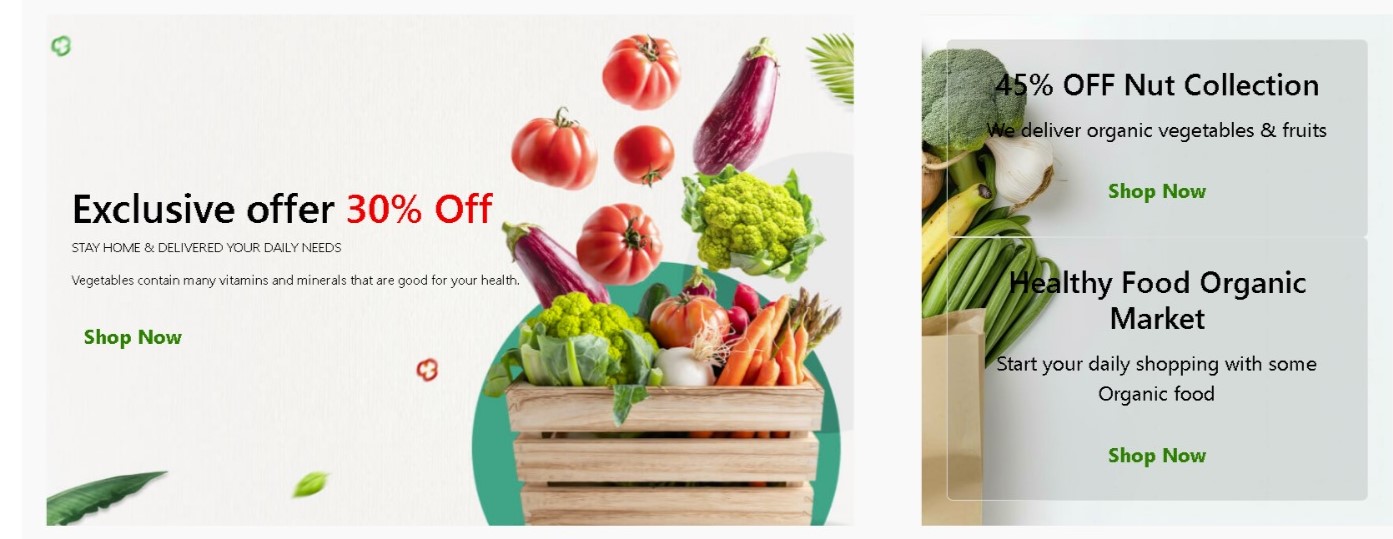 Exclusive offer 30% Off
STAY HOME & DELIVERED YOUR DAILY NEEDS
Vegetables contain many vitamins and minerals that are good for your health.
Shop Now
45% OFF Nut Collection
We deliver organic vegetables & fruits
Shop Now
Healthy Food Organic
Market
Start your daily shopping with some
Organic food
Shop Now